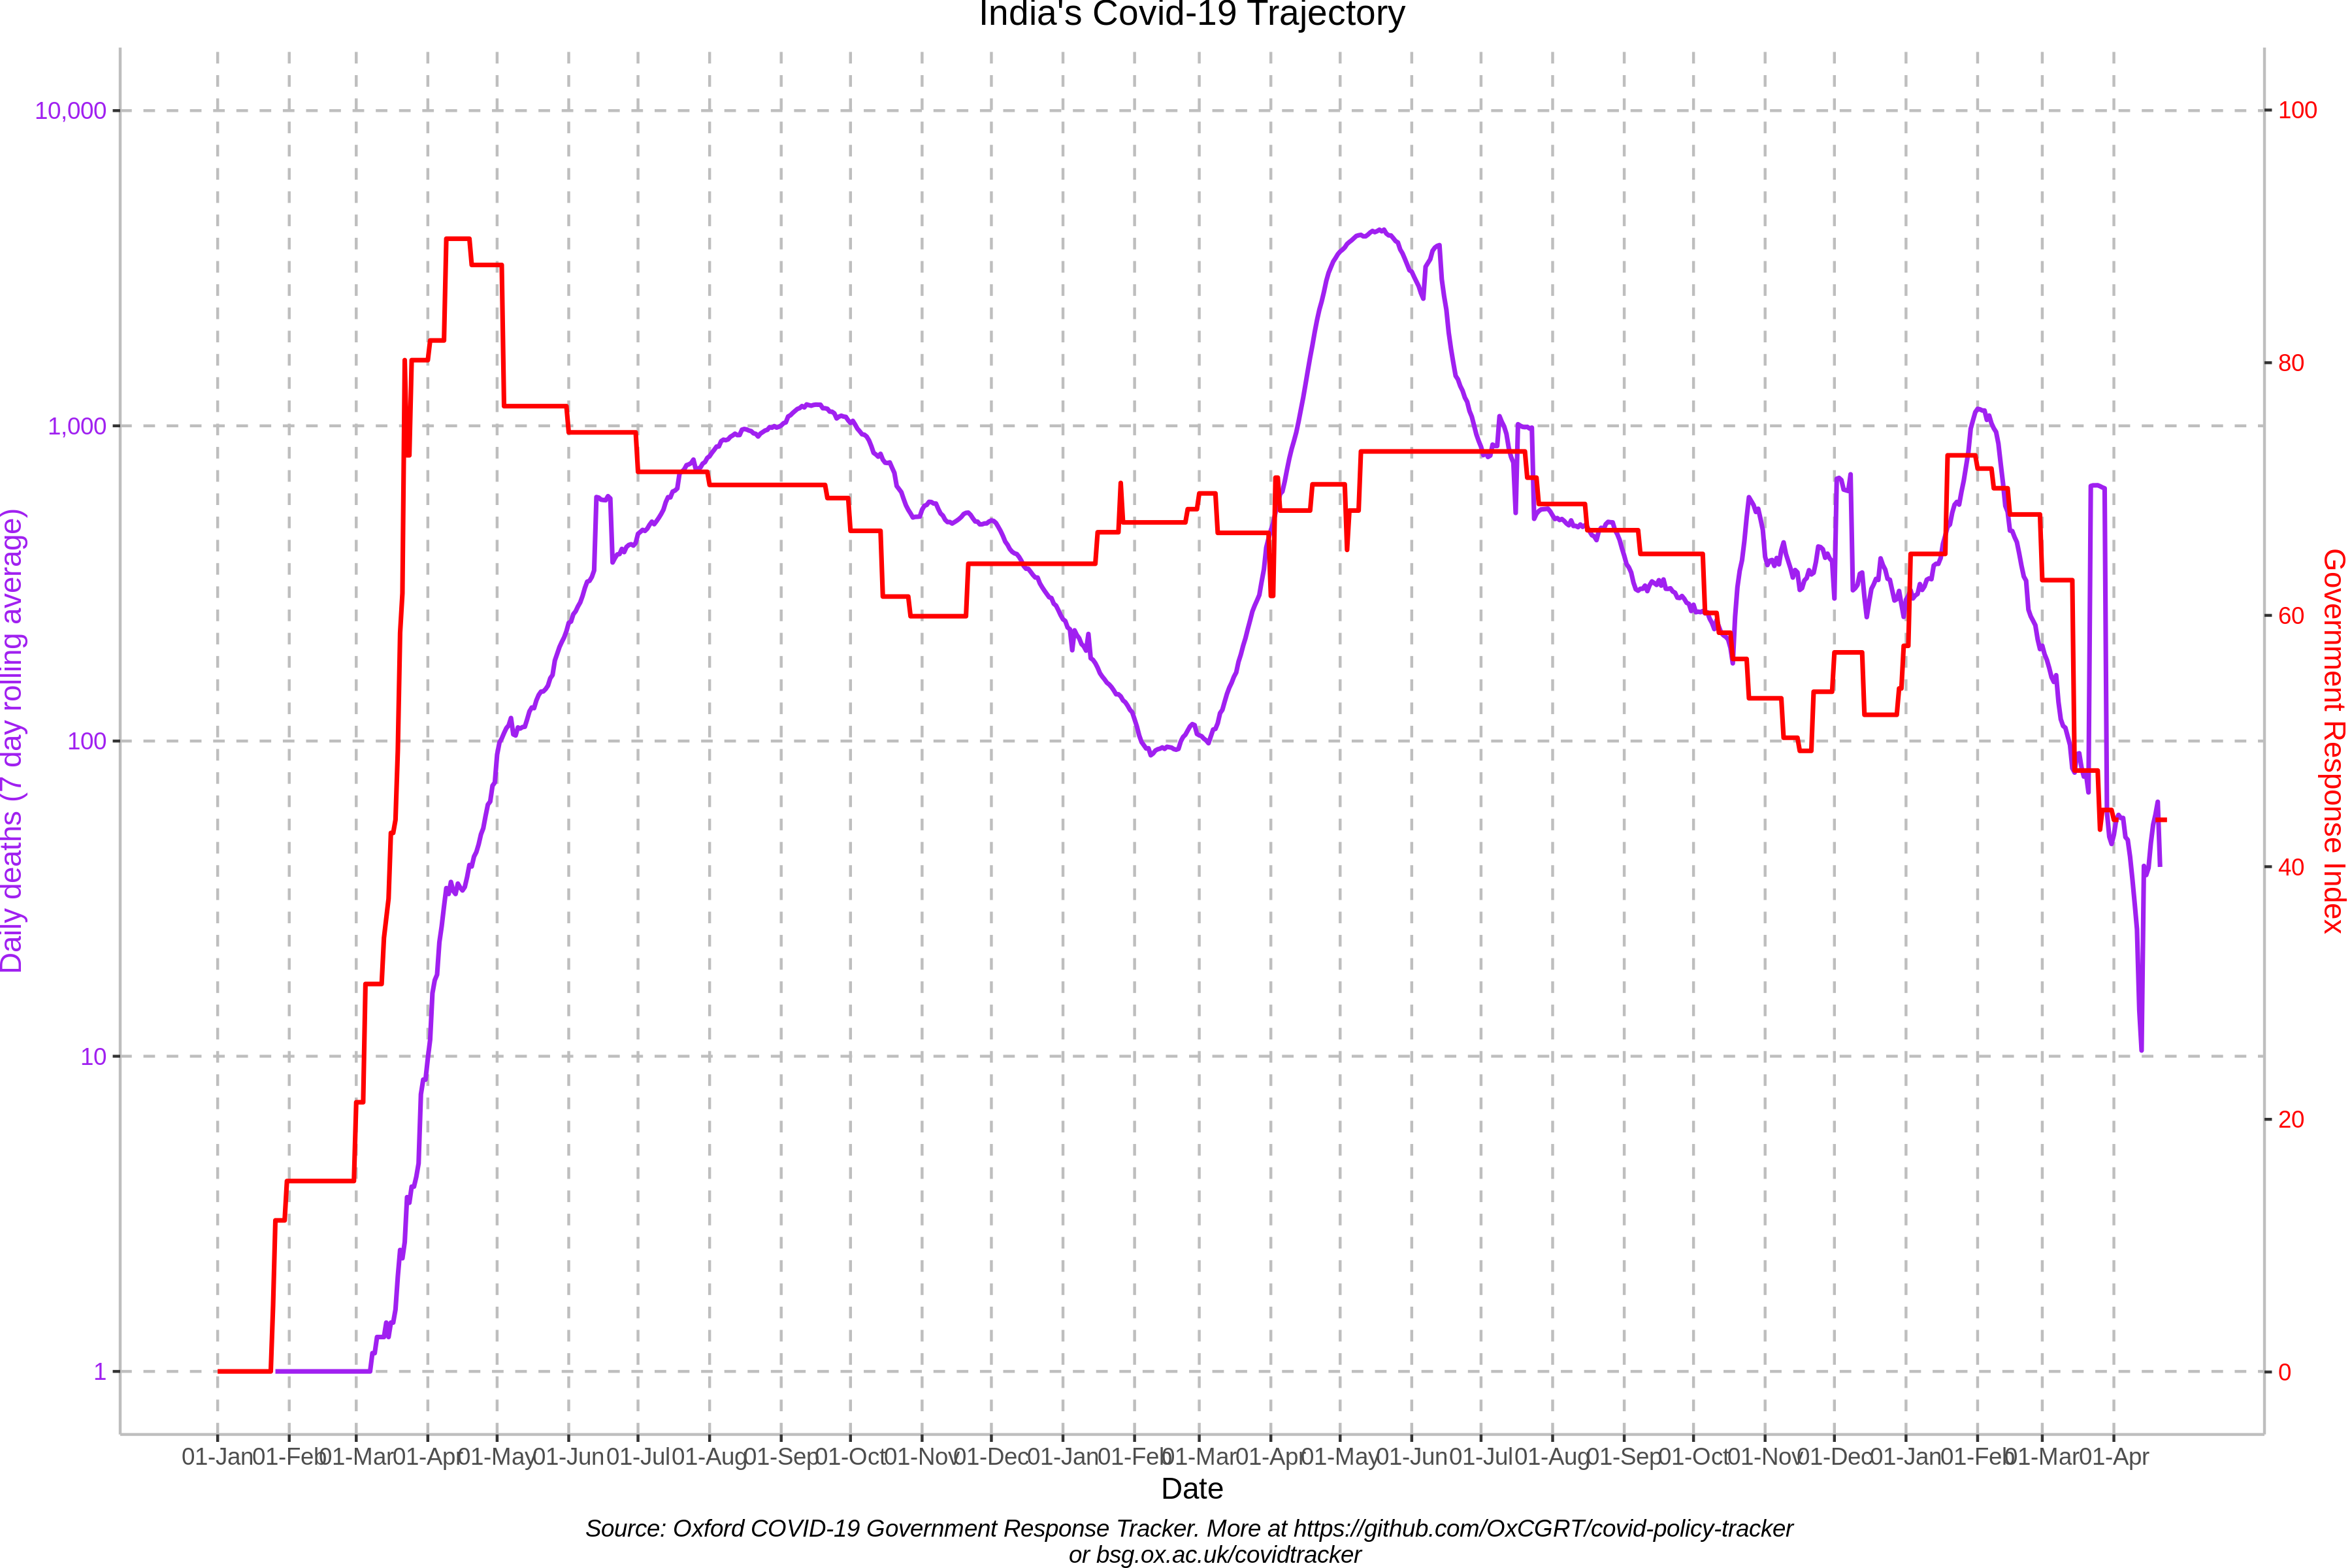 India's Covid-19 Trajectory
10,000
1,000
100
10
1
Daily deaths (7 day rolling average)
100
80
60
40
20
0
Government Response Index
01-Jan 01-Feb 01-Mar 01-Apr 01-May 01-Jun 01-Jul 01-Aug 01-Sep 01-Oct 01-Nov 01-Dec 01-Jan 01-Feb 01-Mar 01-Apr 01-May 01-Jun 01-Jul 01-Aug 01-Sep 01-Oct 01-Nov 01-Dec 01-Jan 01-Feb 01-Mar 01-Apr
Date
Source: Oxford COVID-19 Government Response Tracker. More at https://github.com/OxCGRT/covid-policy-tracker
or bsg.ox.ac.uk/covidtracker